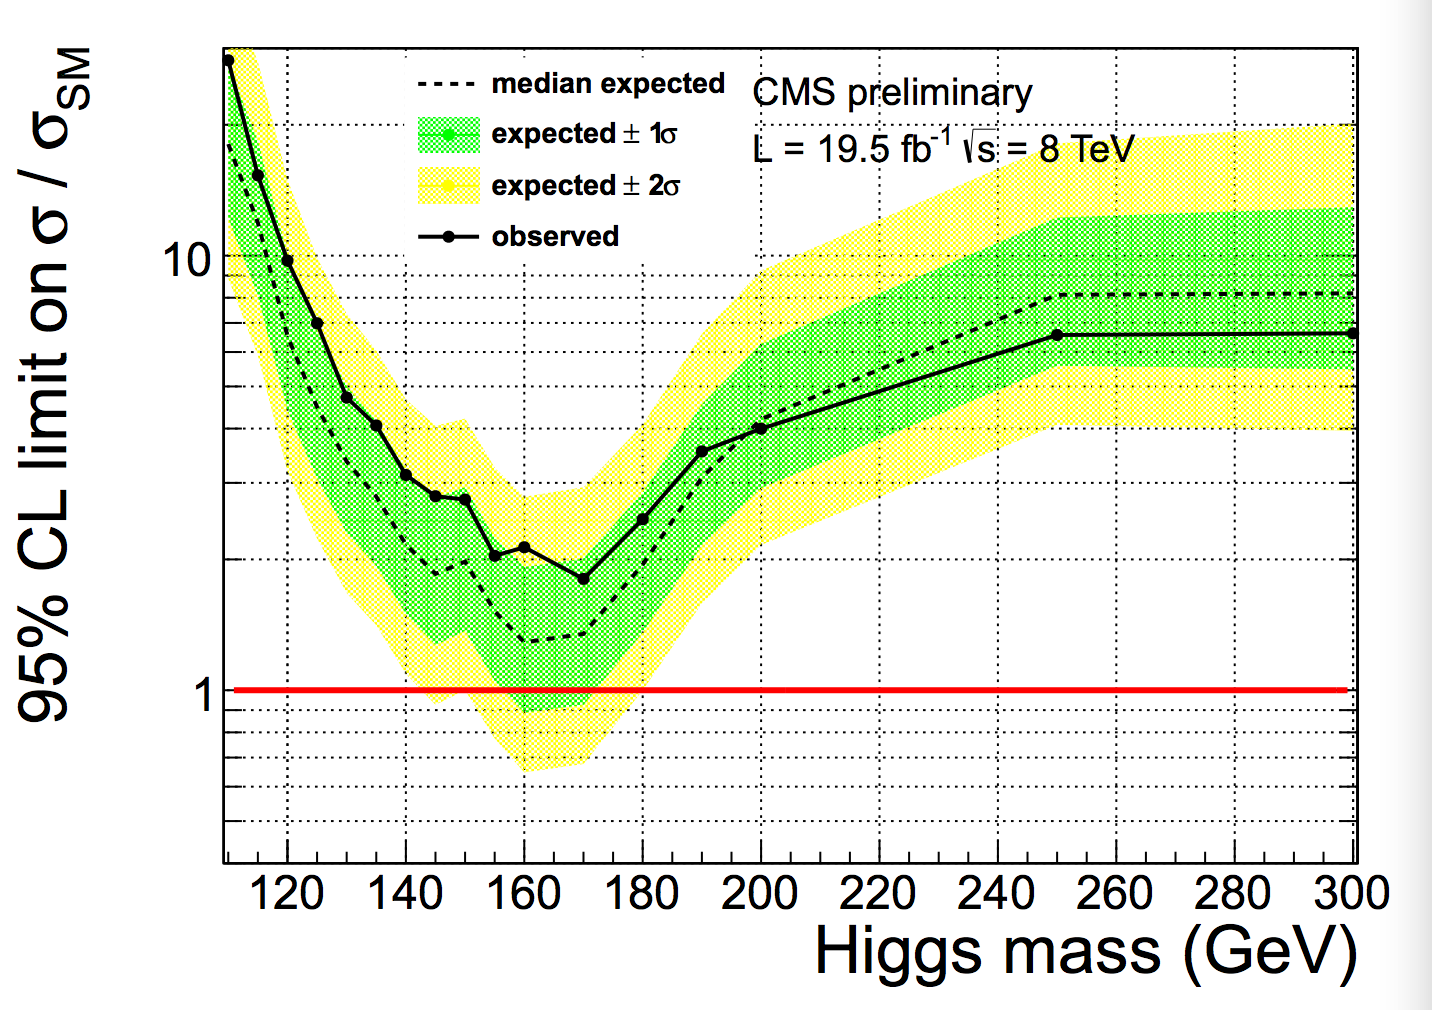 95% CL limit on σ / σSM
median expected
expected ± 1σ
expected ± 2σ
observed
CMS preliminary
L = 19.5 fb-1 √s = 8 TeV
10
1
120 140 160 180 200 220 240 260 280 300
Higgs mass (GeV)